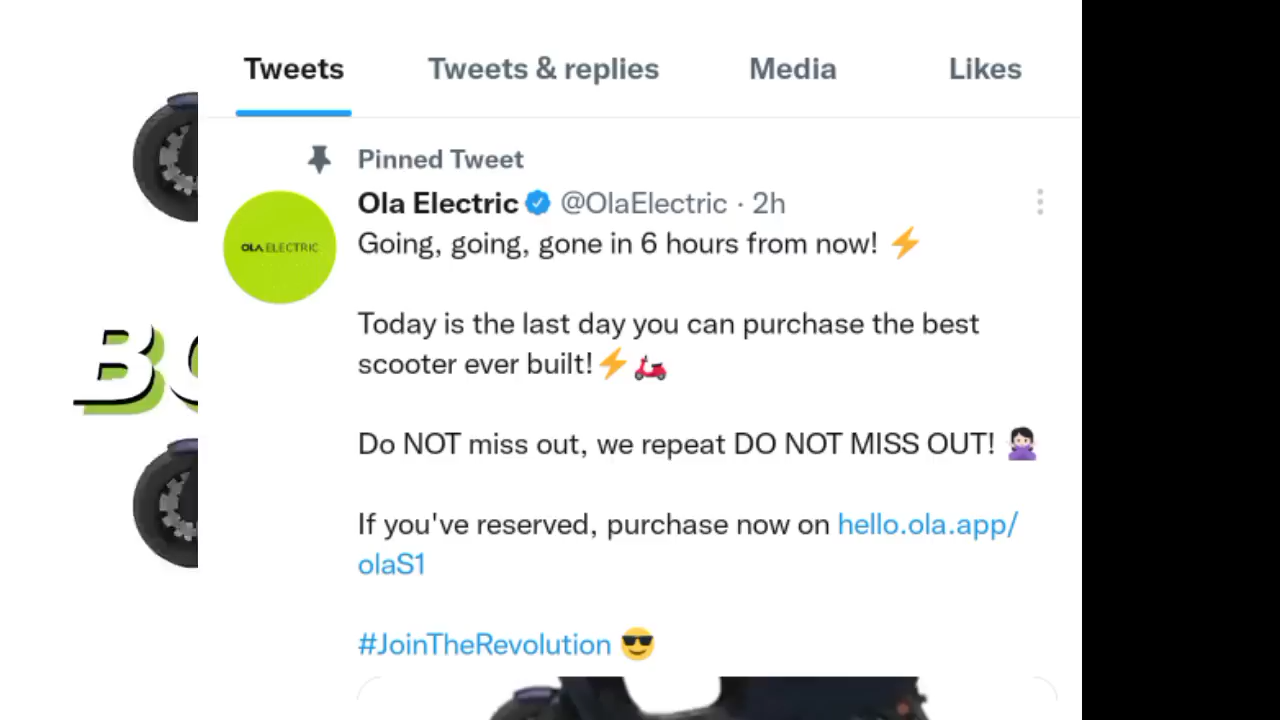 Tweets Tweets & replies Media Likes
Pinned Tweet
Ola Electric @OlaElectric · 2h
OLA ELECTRIC
Going, going, gone in 6 hours from now! ⚡
Today is the last day you can purchase the best
scooter ever built!⚡🛵
Do NOT miss out, we repeat DO NOT MISS OUT! 🙅🏻‍♀️
If you've reserved, purchase now on hello.ola.app/
olaS1
#JoinTheRevolution 😎